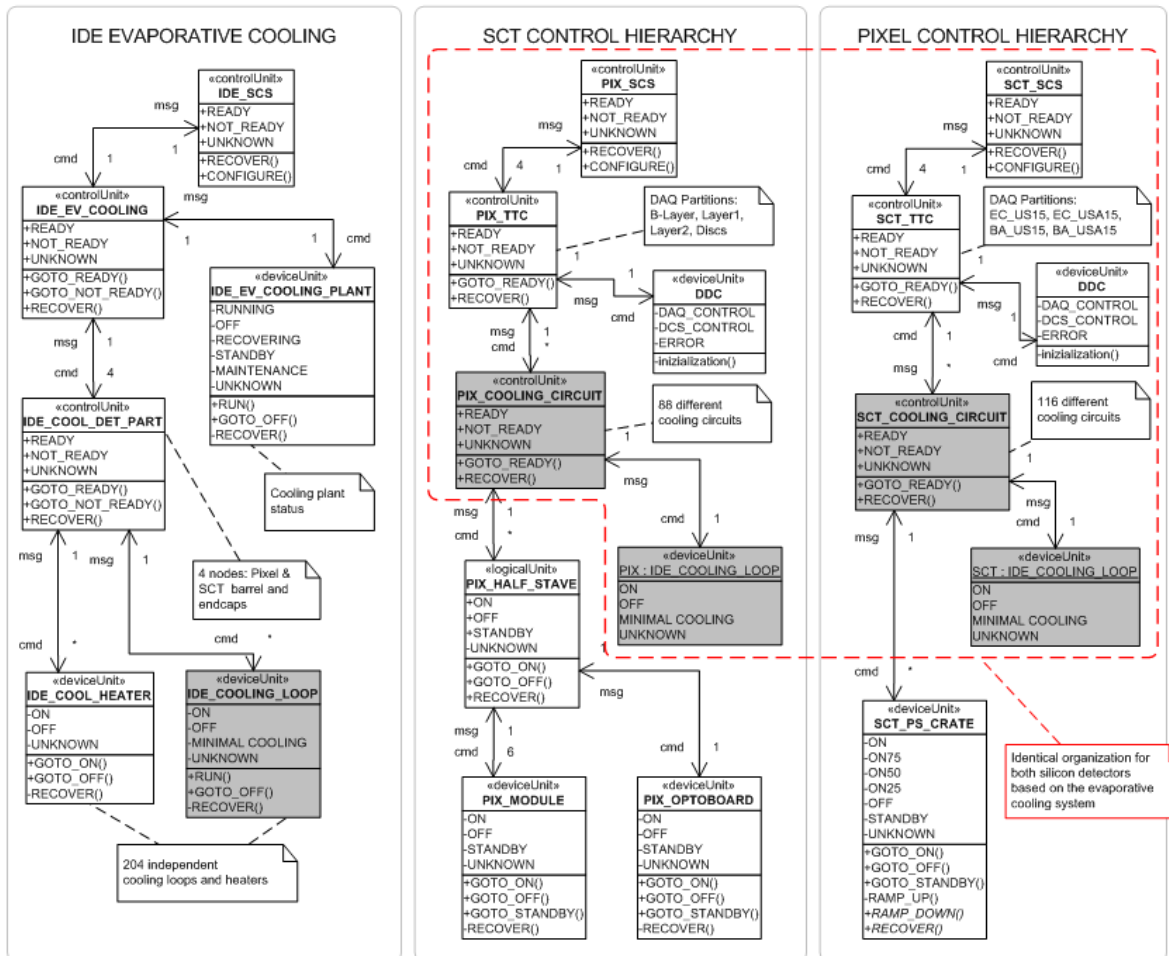 IDE EVAPORATIVE COOLING
«controlUnit»
IDE_SCS
+READY
+NOT_READY
+UNKNOWN
+RECOVER()
+CONFIGURE()
msg
1
cmd
1
«controlUnit»
IDE_EV_COOLING
+READY
+NOT_READY
+UNKNOWN
+GOTO_READY()
+GOTO_NOT_READY()
+RECOVER()
msg
1
1
cmd
«deviceUnit»
IDE_EV_COOLING_PLANT
-RUNNING
-OFF
-RECOVERING
-STANDBY
-MAINTENANCE
-UNKNOWN
+RUN()
+GOTO_OFF()
-RECOVER()
Cooling plant
status
msg
1
cmd
4
«controlUnit»
IDE_COOL_DET_PART
+READY
+NOT_READY
+UNKNOWN
+GOTO_READY()
+GOTO_NOT_READY()
+RECOVER()
msg
1
msg
1
4 nodes: Pixel &
SCT barrel and
endcaps
cmd
*
cmd
*
«deviceUnit»
IDE_COOL_HEATER
-ON
-OFF
-UNKNOWN
+GOTO_ON()
+GOTO_OFF()
-RECOVER()
«deviceUnit»
IDE_COOLING_LOOP
-ON
-OFF
-MINIMAL COOLING
-UNKNOWN
+RUN()
+GOTO_OFF()
-RECOVER()
204 independent
cooling loops and heaters
SCT CONTROL HIERARCHY
«controlUnit»
PIX_SCS
+READY
+NOT_READY
+UNKNOWN
+RECOVER()
+CONFIGURE()
msg
1
cmd
4
«controlUnit»
PIX_TTC
+READY
+NOT_READY
+UNKNOWN
+GOTO_READY()
+RECOVER()
DAQ Partitions:
B-Layer, Layer1,
Layer2, Discs
1
msg
1
cmd
«deviceUnit»
DDC
-DAQ_CONTROL
-DCS_CONTROL
-ERROR
-inizialization()
msg
1
cmd
*
«controlUnit»
PIX_COOLING_CIRCUIT
+READY
+NOT_READY
+UNKNOWN
+GOTO_READY()
+RECOVER()
88 different
cooling circuits
1
msg
cmd
1
«deviceUnit»
PIX : IDE_COOLING_LOOP
ON
OFF
MINIMAL COOLING
UNKNOWN
msg
1
cmd
*
«logicalUnit»
PIX_HALF_STAVE
+ON
+OFF
+STANDBY
-UNKNOWN
+GOTO_ON()
+GOTO_OFF()
+RECOVER()
1
msg
cmd
1
msg
1
cmd
6
«deviceUnit»
PIX_MODULE
-ON
-OFF
-STANDBY
-UNKNOWN
+GOTO_ON()
+GOTO_OFF()
+GOTO_STANDBY()
-RECOVER()
«deviceUnit»
PIX_OPTOBOARD
-ON
-OFF
-STANDBY
-UNKNOWN
+GOTO_ON()
+GOTO_OFF()
+GOTO_STANDBY()
-RECOVER()
PIXEL CONTROL HIERARCHY
«controlUnit»
SCT_SCS
+READY
+NOT_READY
+UNKNOWN
+RECOVER()
+CONFIGURE()
msg
1
cmd
4
«controlUnit»
SCT_TTC
+READY
+NOT_READY
+UNKNOWN
+GOTO_READY()
+RECOVER()
DAQ Partitions:
EC_US15, EC_USA15,
BA_US15, BA_USA15
1
msg
1
cmd
«deviceUnit»
DDC
-DAQ_CONTROL
-DCS_CONTROL
-ERROR
-inizialization()
cmd
1
msg
*
«controlUnit»
SCT_COOLING_CIRCUIT
+READY
+NOT_READY
+UNKNOWN
+GOTO_READY()
+RECOVER()
116 different
cooling circuits
1
msg
cmd
1
«deviceUnit»
SCT : IDE_COOLING_LOOP
ON
OFF
MINIMAL COOLING
UNKNOWN
msg
1
cmd
*
«deviceUnit»
SCT_PS_CRATE
-ON
-ON75
-ON50
-ON25
-OFF
-STANDBY
-UNKNOWN
+GOTO_ON()
+GOTO_OFF()
+GOTO_STANDBY()
-RAMP_UP()
+RAMP_DOWN()
+RECOVER()
Identical organization for
both silicon detectors
based on the evaporative
cooling system